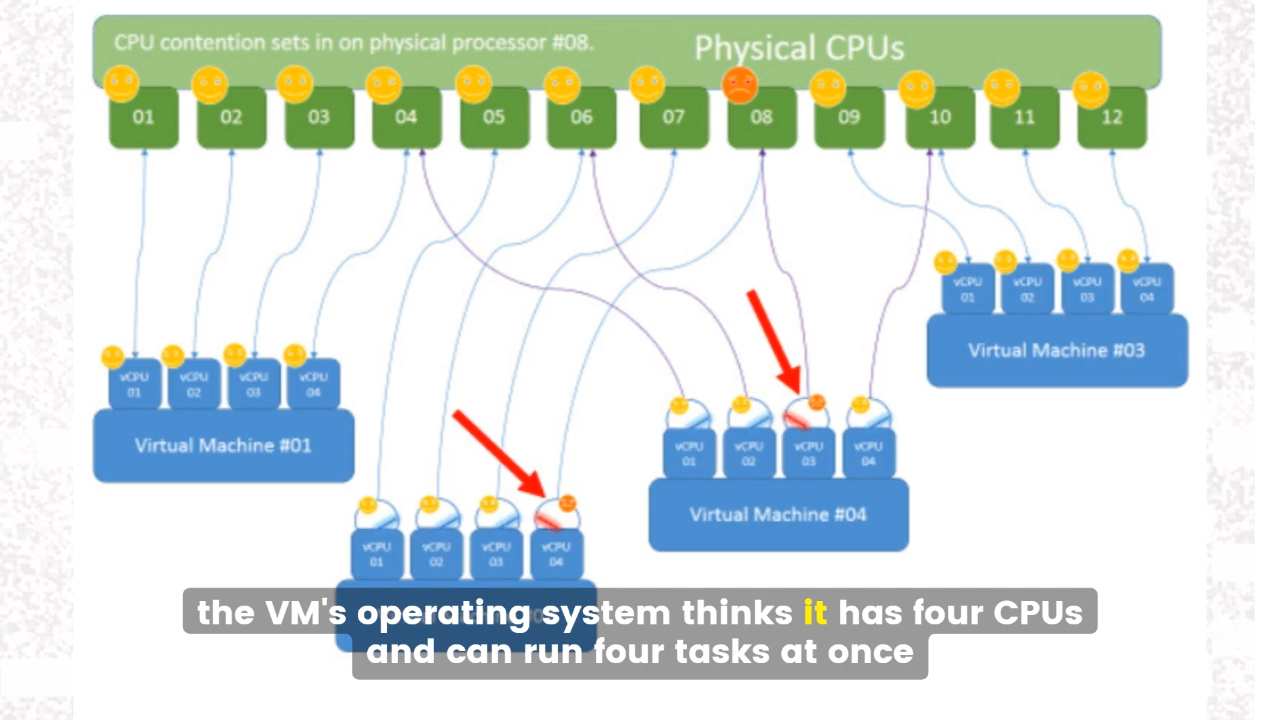 CPU contention sets in on physical processor #08.
Physical CPUs
01 02 03 04 05 06 07 08 09 10 11 12
vCPU 01
vCPU 02
vCPU 03
vCPU 04
Virtual Machine #03
vCPU 01
vCPU 02
vCPU 03
vCPU 04
Virtual Machine #01
vCPU 01
vCPU 02
vCPU 03
vCPU 04
Virtual Machine #04
vCPU 01
vCPU 02
vCPU 03
vCPU 04
the VM's operating system thinks it has four CPUs
and can run four tasks at once